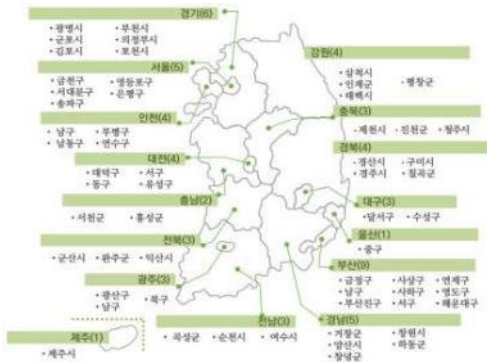 경기(6)
• 광명시 • 부천시
• 군포시 • 의정부시
• 김포시 • 포천시
서울(5)
• 금천구 • 영등포구
• 서대문구 • 은평구
• 송파구
인천(4)
• 남구 • 부평구
• 남동구 • 연수구
대전(4)
• 대덕구 • 서구
• 동구 • 유성구
충남(2)
• 서천군 • 홍성군
전북(3)
• 군산시 • 완주군 • 익산시
광주(3)
• 광산구 • 북구
• 남구
제주(1)
• 제주시
전남(3)
• 곡성군 • 순천시 • 여수시
강원(4)
• 삼척시 • 평창군
• 인제군
• 태백시
충북(3)
• 제천시 • 진천군 • 청주시
경북(4)
• 경산시 • 구미시
• 경주시 • 칠곡군
대구(3)
• 달서구 • 수성구
울산(1)
• 중구
부산(9)
• 금정구 • 사상구 • 연제구
• 남구 • 사하구 • 영도구
• 부산진구 • 서구 • 해운대구
경남(5)
• 거창군 • 창원시
• 양산시 • 하동군
• 창녕군